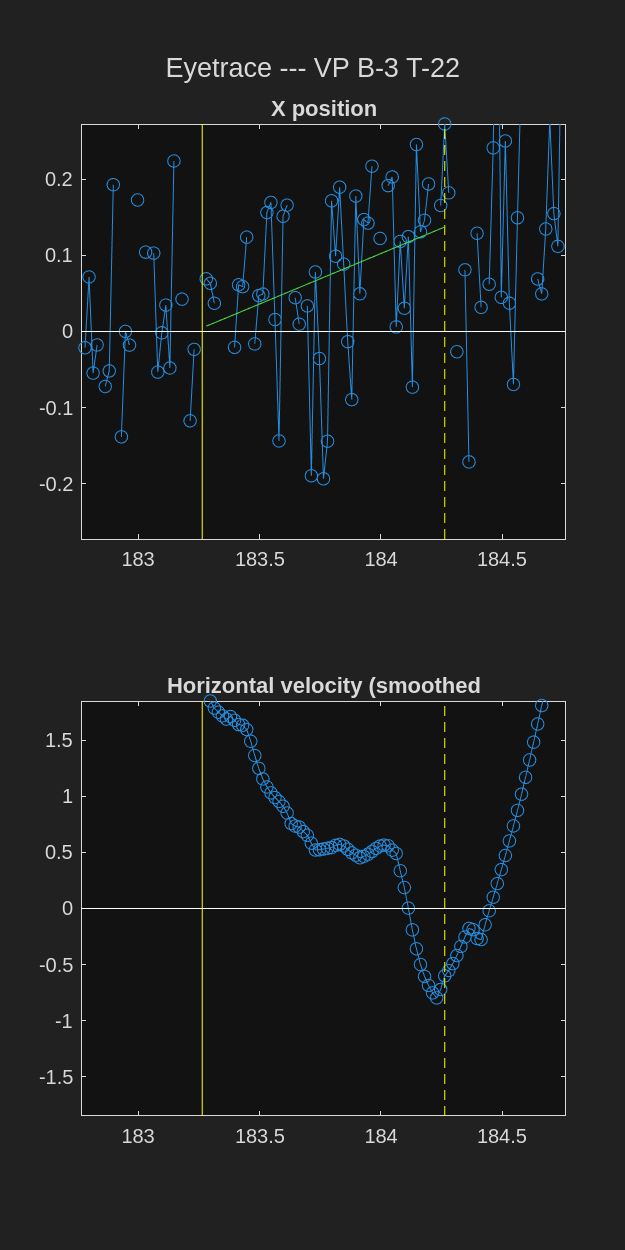 Eyetrace --- VP B-3 T-22
X position
0.2
0.1
0
-0.1
-0.2
183 183.5 184 184.5
Horizontal velocity (smoothed
1.5
1
0.5
0
-0.5
-1
-1.5
183 183.5 184 184.5